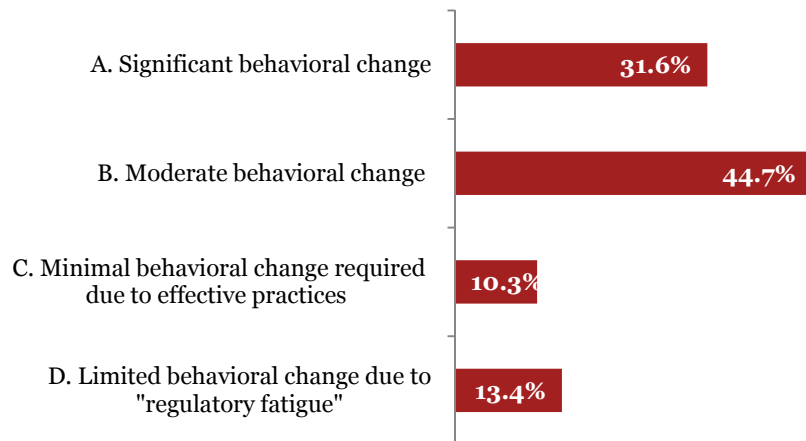 A. Significant behavioral change
31.6%
B. Moderate behavioral change
44.7%
C. Minimal behavioral change required
due to effective practices
10.3%
D. Limited behavioral change due to
"regulatory fatigue"
13.4%